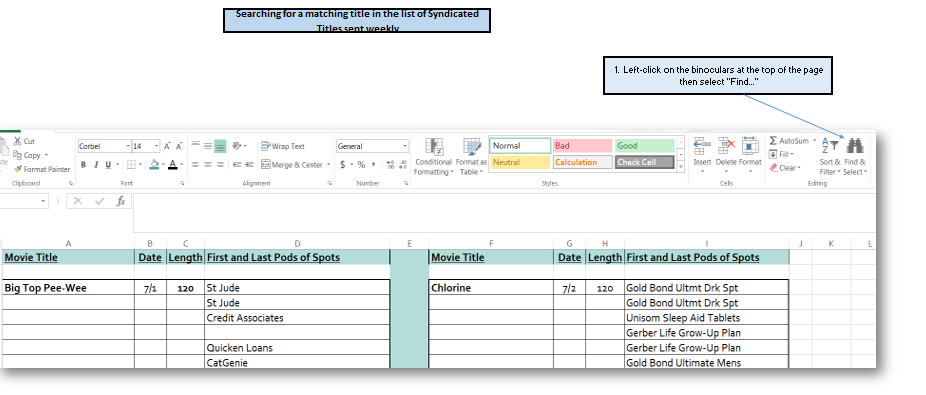 Searching for a matching title in the list of Syndicated
Titles sent weekly
1. Left-click on the binoculars at the top of the page
then select "Find..."
Cut Corbel 14 A A Wrap Text General Normal Bad Good AutoSum
Copy
Format Painter B I U A Merge & Center $ % , Conditional Formatting Format as Table Neutral Calculation Check Cell Insert Delete Format Fill Clear Sort & Filter Find & Select
Clipboard Font Alignment Number Styles Cells Editing
fx
A B C D E F G H I J K L
Movie Title Date Length First and Last Pods of Spots Movie Title Date Length First and Last Pods of Spots
Big Top Pee-Wee 7/1 120 St Jude Chlorine 7/2 120 Gold Bond Ultmt Drk Spt
St Jude Gold Bond Ultmt Drk Spt
Credit Associates Unisom Sleep Aid Tablets
Gerber Life Grow-Up Plan
Quicken Loans Gerber Life Grow-Up Plan
CatGenie Gold Bond Ultimate Mens